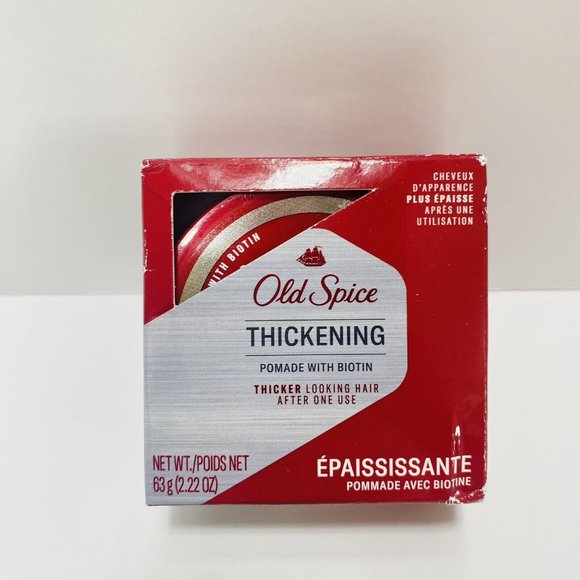 CHEVEUX
D'APPARENCE
PLUS ÉPAISSE
APRÈS UNE
UTILISATION
WITH BIOTIN
Old Spice
THICKENING
POMADE WITH BIOTIN
THICKER LOOKING HAIR
AFTER ONE USE
NET WT./POIDS NET
63 g (2.22 OZ)
ÉPAISSISSANTE
POMMADE AVEC BIOTINE